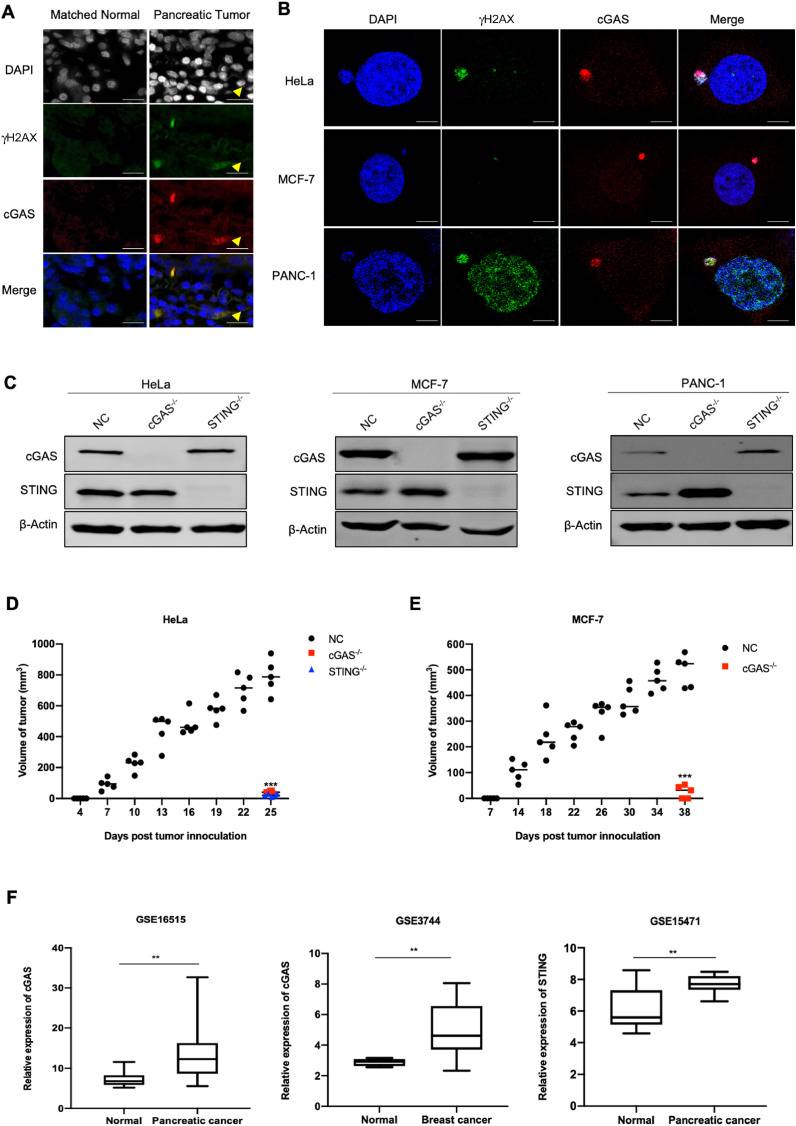 A
Matched Normal Pancreatic Tumor
DAPI
γH2AX
cGAS
Merge
B
DAPI γH2AX cGAS Merge
HeLa
MCF-7
PANC-1
C
HeLa
NC cGAS-/- STING-/-
cGAS
STING
β-Actin
MCF-7
NC cGAS-/- STING-/-
cGAS
STING
β-Actin
PANC-1
NC cGAS-/- STING-/-
cGAS
STING
β-Actin
D
HeLa
Volume of tumor (mm3)
1000
800
600
400
200
0
4 7 10 13 16 19 22 25
Days post tumor innoculation
***
NC
cGAS-/-
STING-/-
E
MCF-7
Volume of tumor (mm3)
600
500
400
300
200
100
0
7 14 18 22 26 30 34 38
Days post tumor innoculation
***
NC
cGAS-/-
F
GSE16515
Relative expression of cGAS
40
30
20
10
0
**
Normal Pancreatic cancer
GSE3744
Relative expression of cGAS
10
8
6
4
2
0
**
Normal Breast cancer
GSE15471
Relative expression of STING
10
8
6
4
2
0
**
Normal Pancreatic cancer